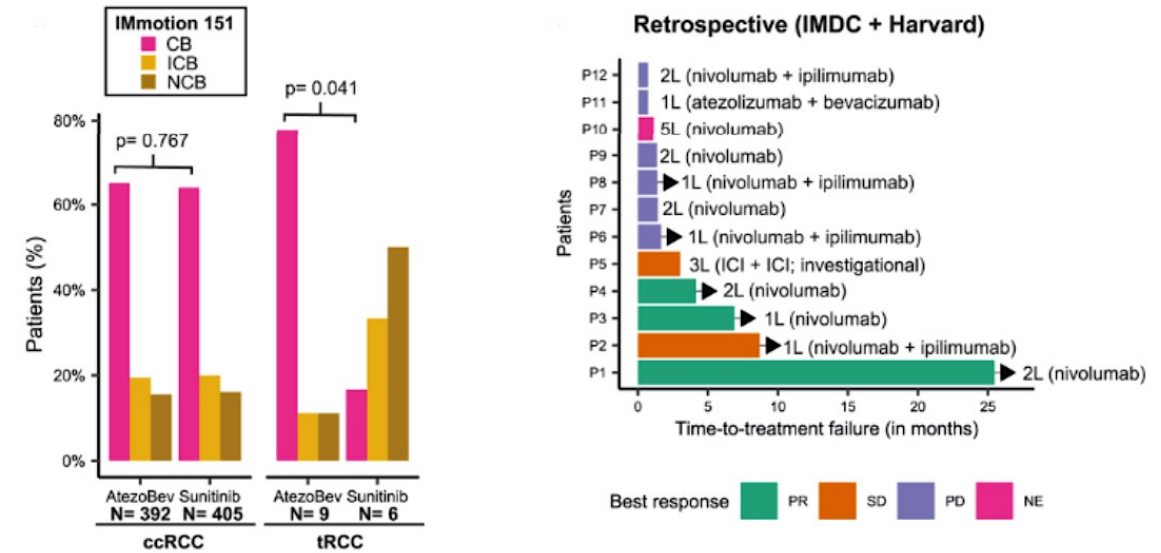 IMmotion 151
CB
ICB
NCB
p= 0.767
p= 0.041
Patients (%)
80%
60%
40%
20%
0%
AtezoBev Sunitinib AtezoBev Sunitinib
N= 392 N= 405 N= 9 N= 6
ccRCC tRCC
Retrospective (IMDC + Harvard)
Patients
P12 2L (nivolumab + ipilimumab)
P11 1L (atezolizumab + bevacizumab)
P10 5L (nivolumab)
P9 2L (nivolumab)
P8 1L (nivolumab + ipilimumab)
P7 2L (nivolumab)
P6 1L (nivolumab + ipilimumab)
P5 3L (ICI + ICI; investigational)
P4 2L (nivolumab)
P3 1L (nivolumab)
P2 1L (nivolumab + ipilimumab)
P1 2L (nivolumab)
0 5 10 15 20 25
Time-to-treatment failure (in months)
Best response PR SD PD NE